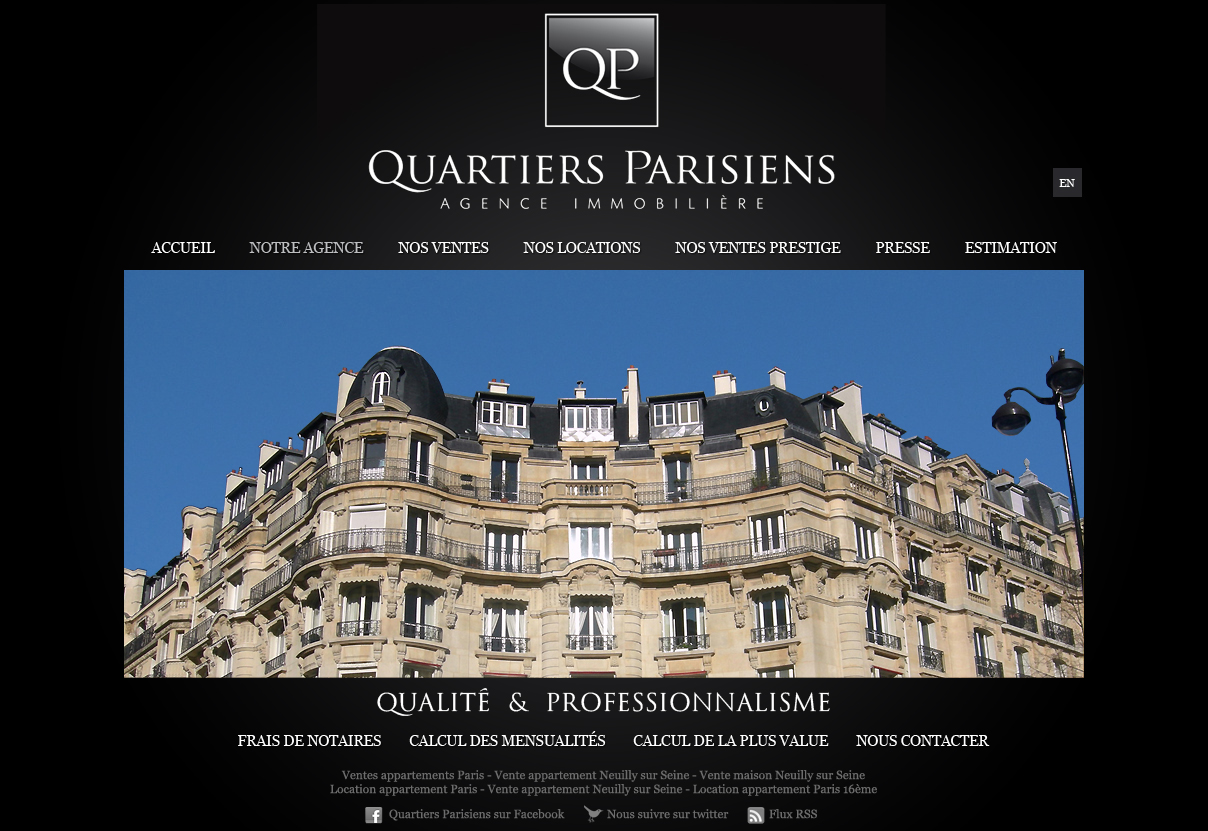 QP
QUARTIERS PARISIENS
AGENCE IMMOBILIÈRE
EN
ACCUEIL NOTRE AGENCE NOS VENTES NOS LOCATIONS NOS VENTES PRESTIGE PRESSE ESTIMATION
QUALITÉ & PROFESSIONNALISME
FRAIS DE NOTAIRES CALCUL DES MENSUALITÉS CALCUL DE LA PLUS VALUE NOUS CONTACTER
Ventes appartements Paris - Vente appartement Neuilly sur Seine - Vente maison Neuilly sur Seine
Location appartement Paris - Vente appartement Neuilly sur Seine - Location appartement Paris 16ème
Quartiers Parisiens sur Facebook Nous suivre sur twitter Flux RSS